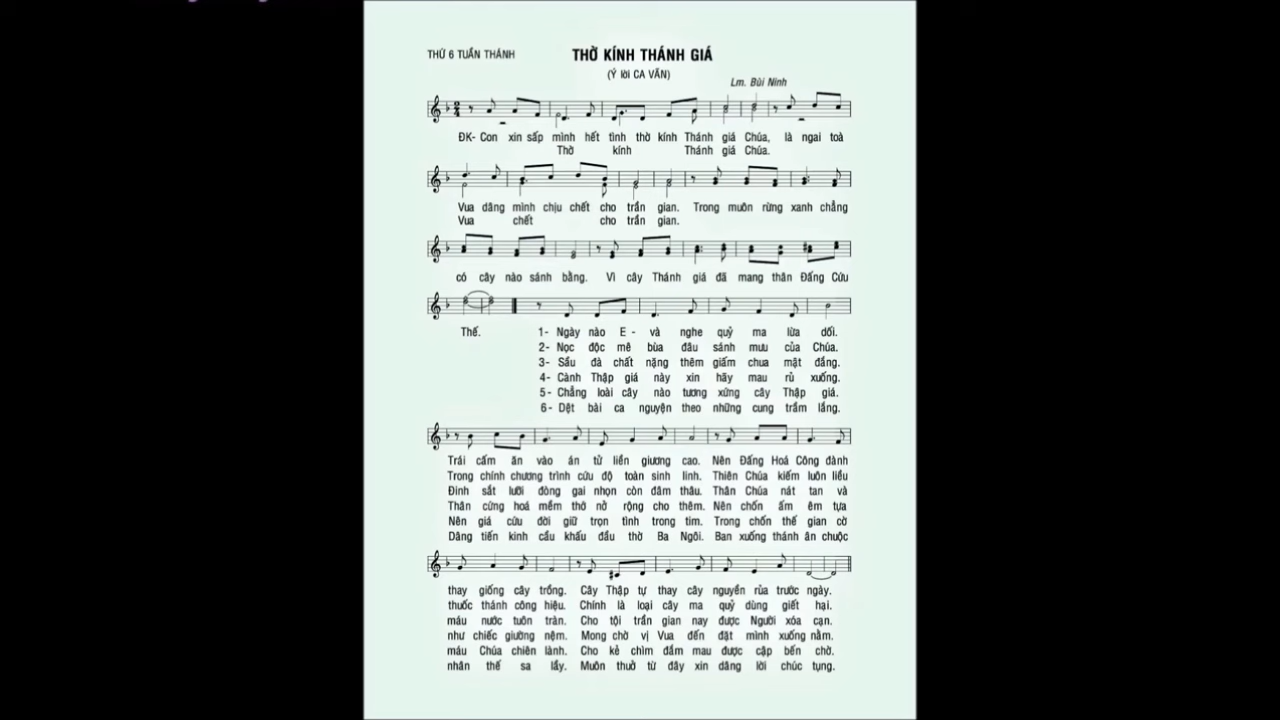 THỨ 6 TUẦN THÁNH
THỜ KÍNH THÁNH GIÁ
(Ý lời CA VÃN)
Lm. Bùi Ninh
ĐK- Con xin sấp mình hết tình thờ kính Thánh giá Chúa, là ngai toà
Thờ kính Thánh giá Chúa.
Vua dâng mình chịu chết cho trần gian. Trong muôn rừng xanh chẳng
Vua chết cho trần gian.
có cây nào sánh bằng. Vì cây Thánh giá đã mang thân Đấng Cứu
Thế. 1- Ngày nào E - và nghe quỷ ma lừa dối.
2- Nọc độc mê bùa đâu sánh mưu của Chúa.
3- Sầu đà chất nặng thêm giấm chua mật đắng.
4- Cành Thập giá này xin hãy mau rủ xuống.
5- Chẳng loài cây nào tương xứng cây Thập giá.
6- Dệt bài ca nguyện theo những cung trầm lắng.
Trái cấm ăn vào án tử liền giương cao. Nên Đấng Hoá Công đành
Trong chính chương trình cứu độ toàn sinh linh. Thiên Chúa kiếm luôn liều
Đinh sắt lưỡi đòng gai nhọn còn đâm thâu. Thân Chúa nát tan và
Thân cứng hoá mềm thớ nở rộng cho thêm. Nên chốn ấm êm tựa
Nên giá cứu đời giữ trọn tình trong tim. Trong chốn thế gian cờ
Dâng tiến kinh cầu khấu đầu thờ Ba Ngôi. Ban xuống thánh ân chuộc
thay giống cây trồng. Cây Thập tự thay cây nguyền rủa trước ngày.
thuốc thánh công hiệu. Chính là loại cây ma quỷ dùng giết hại.
máu nước tuôn tràn. Cho tội trần gian nay được Người xóa cạn.
như chiếc giường nệm. Mong chờ vị Vua đến đặt mình xuống nằm.
máu Chúa chiên lành. Cho kẻ chìm đắm mau được cập bến chờ.
nhân thế sa lầy. Muôn thuở từ đây xin dâng lời chúc tụng.